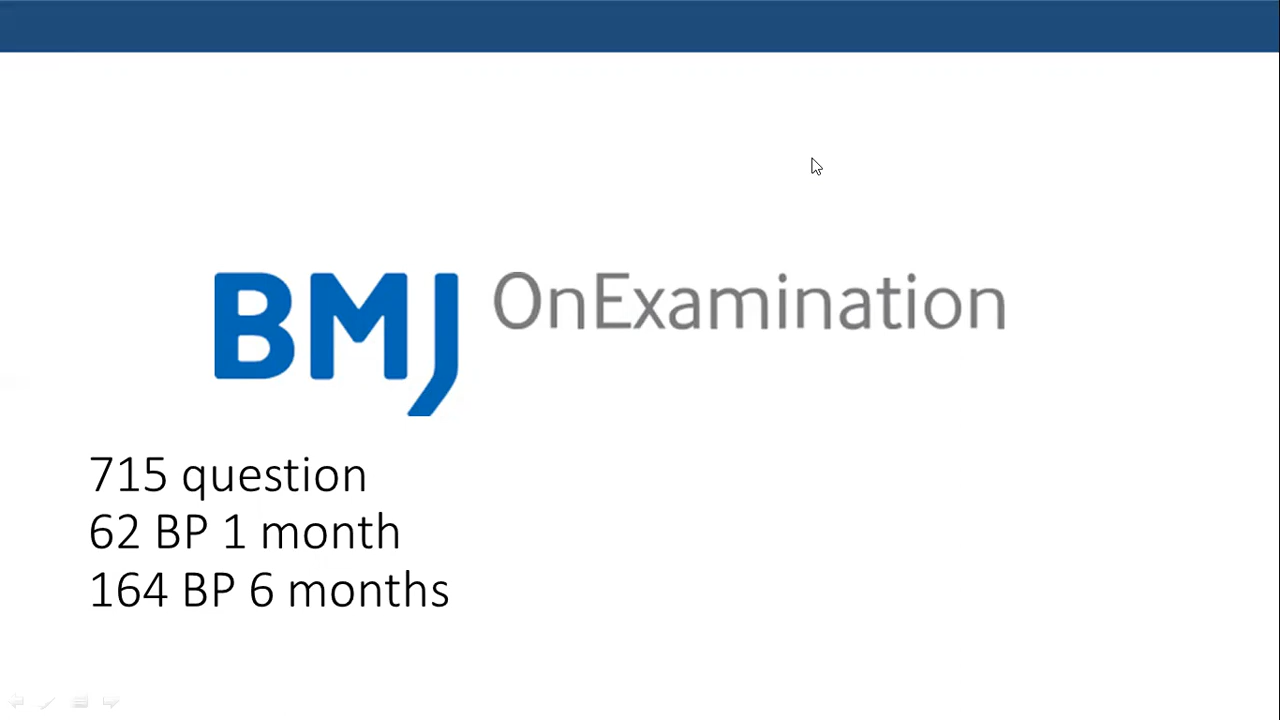 BMJ OnExamination
715 question
62 BP 1 month
164 BP 6 months